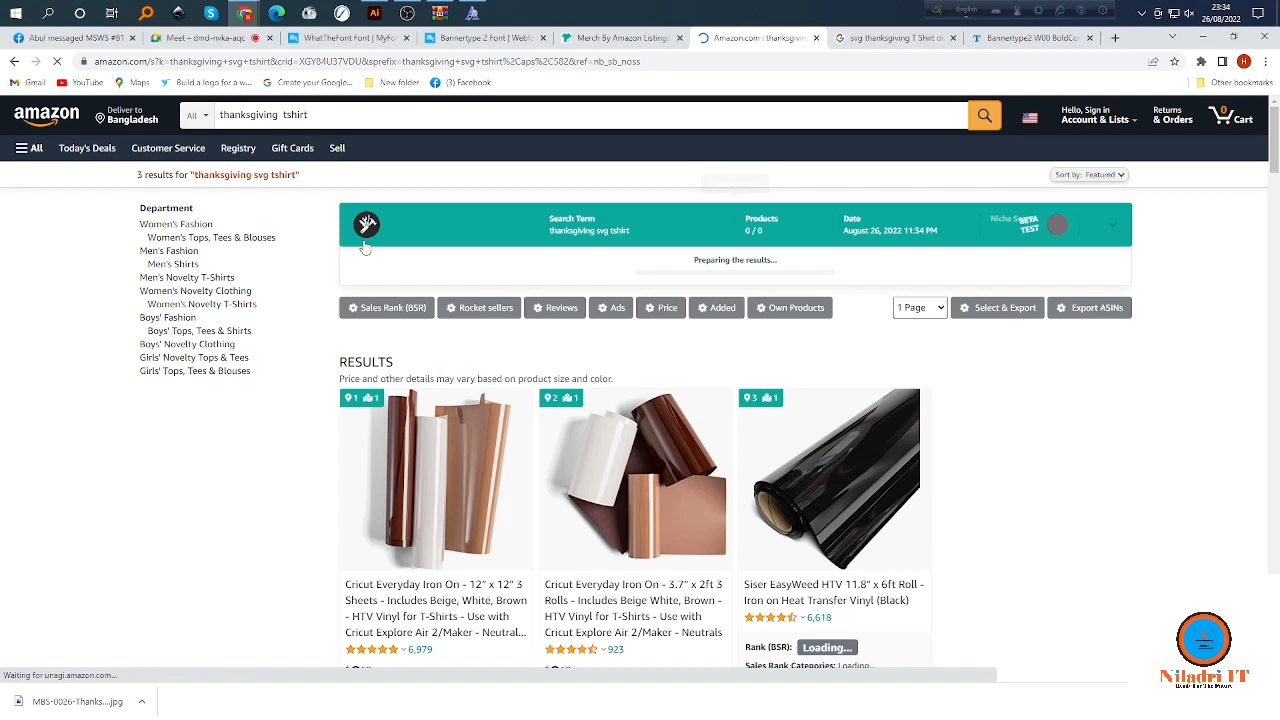 English
23:34
26/08/2022
Abul messaged MSWS #81
Meet – dmd-nvka-aqc
WhatTheFont Font | MyFo
Bannertype 2 Font | Webfo
Merch By Amazon Listings
Amazon.com : thanksgiving
svg thanksgiving T Shirt de
Bannertype2 W00 BoldCo
amazon.com/s?k=thanksgiving+svg+tshirt&crid=XGY84U37VDU&sprefix=thanksgiving+svg+tshirt%2Caps%2C582&ref=nb_sb_noss
Gmail
YouTube
Maps
Build a logo for a w...
Create. Google Chro...
New folder
(3) Facebook
Other bookmarks
amazon
Deliver to
Bangladesh
All
thanksgiving tshirt
Hello, Sign in
Account & Lists
Returns
& Orders
0
Cart
All
Today's Deals
Customer Service
Registry
Gift Cards
Sell
3 results for "thanksgiving svg tshirt"
Sort by: Featured
Department
Women's Fashion
Women's Tops, Tees & Blouses
Men's Fashion
Men's Shirts
Men's Novelty T-Shirts
Women's Novelty Clothing
Women's Novelty T-Shirts
Boys' Fashion
Boys' Tops, Tees & Shirts
Boys' Novelty Clothing
Girls' Novelty Tops & Tees
Girls' Tops, Tees & Blouses
Search Term
thanksgiving svg tshirt
Products
0 / 0
Date
August 26, 2022 11:34 PM
BETA
TEST
Preparing the results...
Sales Rank (BSR)
Rocket sellers
Reviews
Ads
Price
Added
Own Products
1 Page
Select & Export
Export ASINs
RESULTS
Price and other details may vary based on product size and color.
1 1
2 1
3 1
Cricut Everyday Iron On - 12” x 12” 3
Sheets - Includes Beige, White, Brown
- HTV Vinyl for T-Shirts - Use with
Cricut Explore Air 2/Maker - Neutral...
6,979
Cricut Everyday Iron On - 3.7” x 2ft 3
Rolls - Includes Beige White, Brown -
HTV Vinyl for T-Shirts - Use with
Cricut Explore Air 2/Maker - Neutrals
923
Siser EasyWeed HTV 11.8" x 6ft Roll -
Iron on Heat Transfer Vinyl (Black)
6,618
Rank (BSR):
Loading...
Sales Rank Categories: Loading...
Waiting for unagi.amazon.com...
MBS-0026-Thanks....jpg
Niladri IT